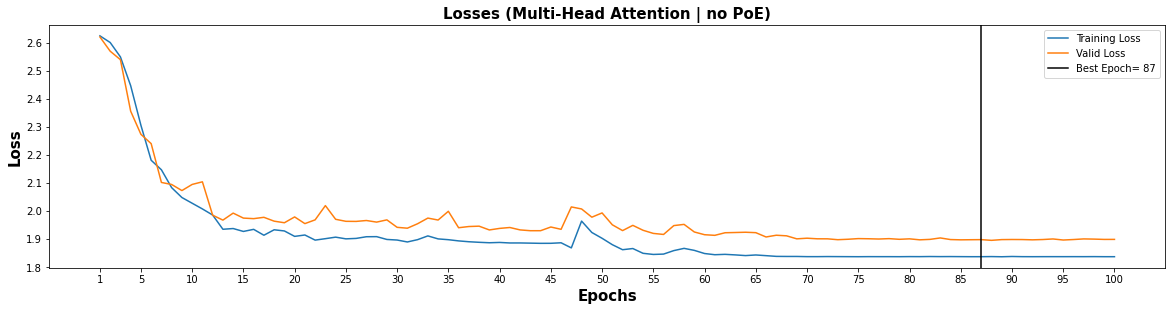 Losses (Multi-Head Attention | no PoE)
Training Loss
Valid Loss
Best Epoch= 87
Loss
2.6
2.5
2.4
2.3
2.2
2.1
2.0
1.9
1.8
1 5 10 15 20 25 30 35 40 45 50 55 60 65 70 75 80 85 90 95 100
Epochs